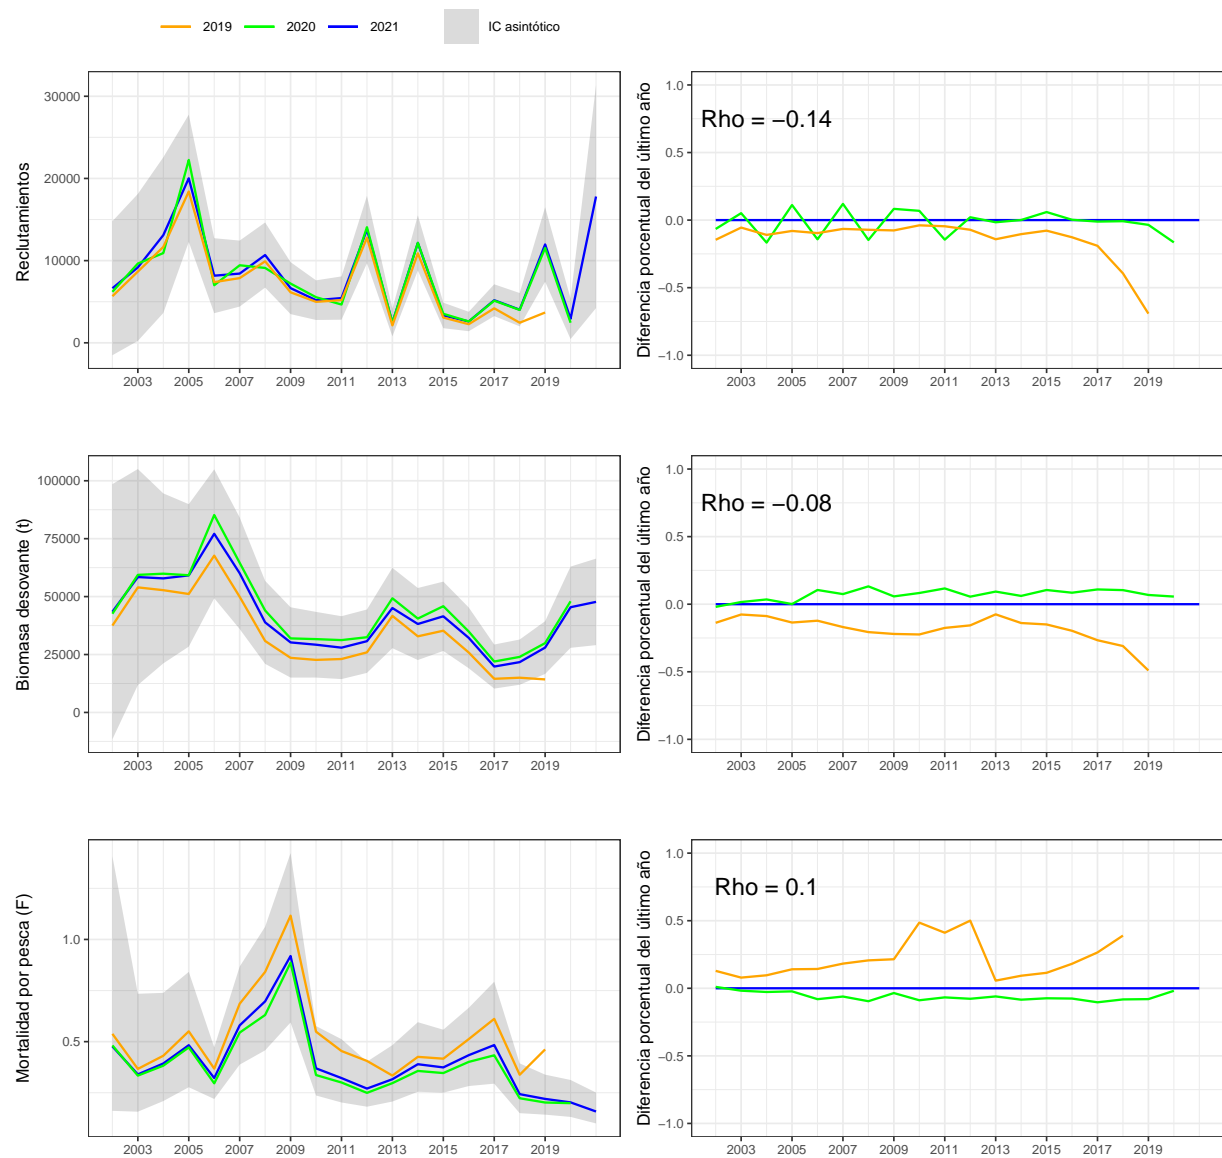 2019 2020 2021 IC asintótico
Reclutamientos
30000
20000
10000
0
2003 2005 2007 2009 2011 2013 2015 2017 2019
Diferencia porcentual del último año
Rho = −0.14
1.0
0.5
0.0
−0.5
−1.0
2003 2005 2007 2009 2011 2013 2015 2017 2019
Biomasa desovante (t)
100000
75000
50000
25000
0
2003 2005 2007 2009 2011 2013 2015 2017 2019
Diferencia porcentual del último año
Rho = −0.08
1.0
0.5
0.0
−0.5
−1.0
2003 2005 2007 2009 2011 2013 2015 2017 2019
Mortalidad por pesca (F)
1.0
0.5
2003 2005 2007 2009 2011 2013 2015 2017 2019
Diferencia porcentual del último año
Rho = 0.1
1.0
0.5
0.0
−0.5
−1.0
2003 2005 2007 2009 2011 2013 2015 2017 2019